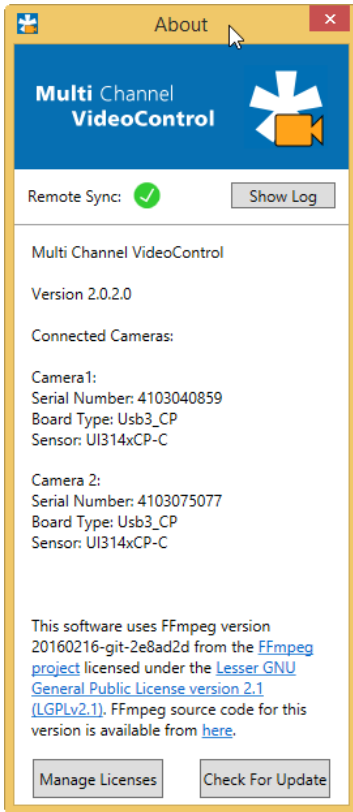 About
Multi Channel
VideoControl
Remote Sync:
Show Log
Multi Channel VideoControl
Version 2.0.2.0
Connected Cameras:
Camera1:
Serial Number: 4103040859
Board Type: Usb3_CP
Sensor: UI314xCP-C
Camera 2:
Serial Number: 4103075077
Board Type: Usb3_CP
Sensor: UI314xCP-C
This software uses FFmpeg version
20160216-git-2e8ad2d from the FFmpeg
project licensed under the Lesser GNU
General Public License version 2.1
(LGPLv2.1). FFmpeg source code for this
version is available from here.
Manage Licenses
Check For Update